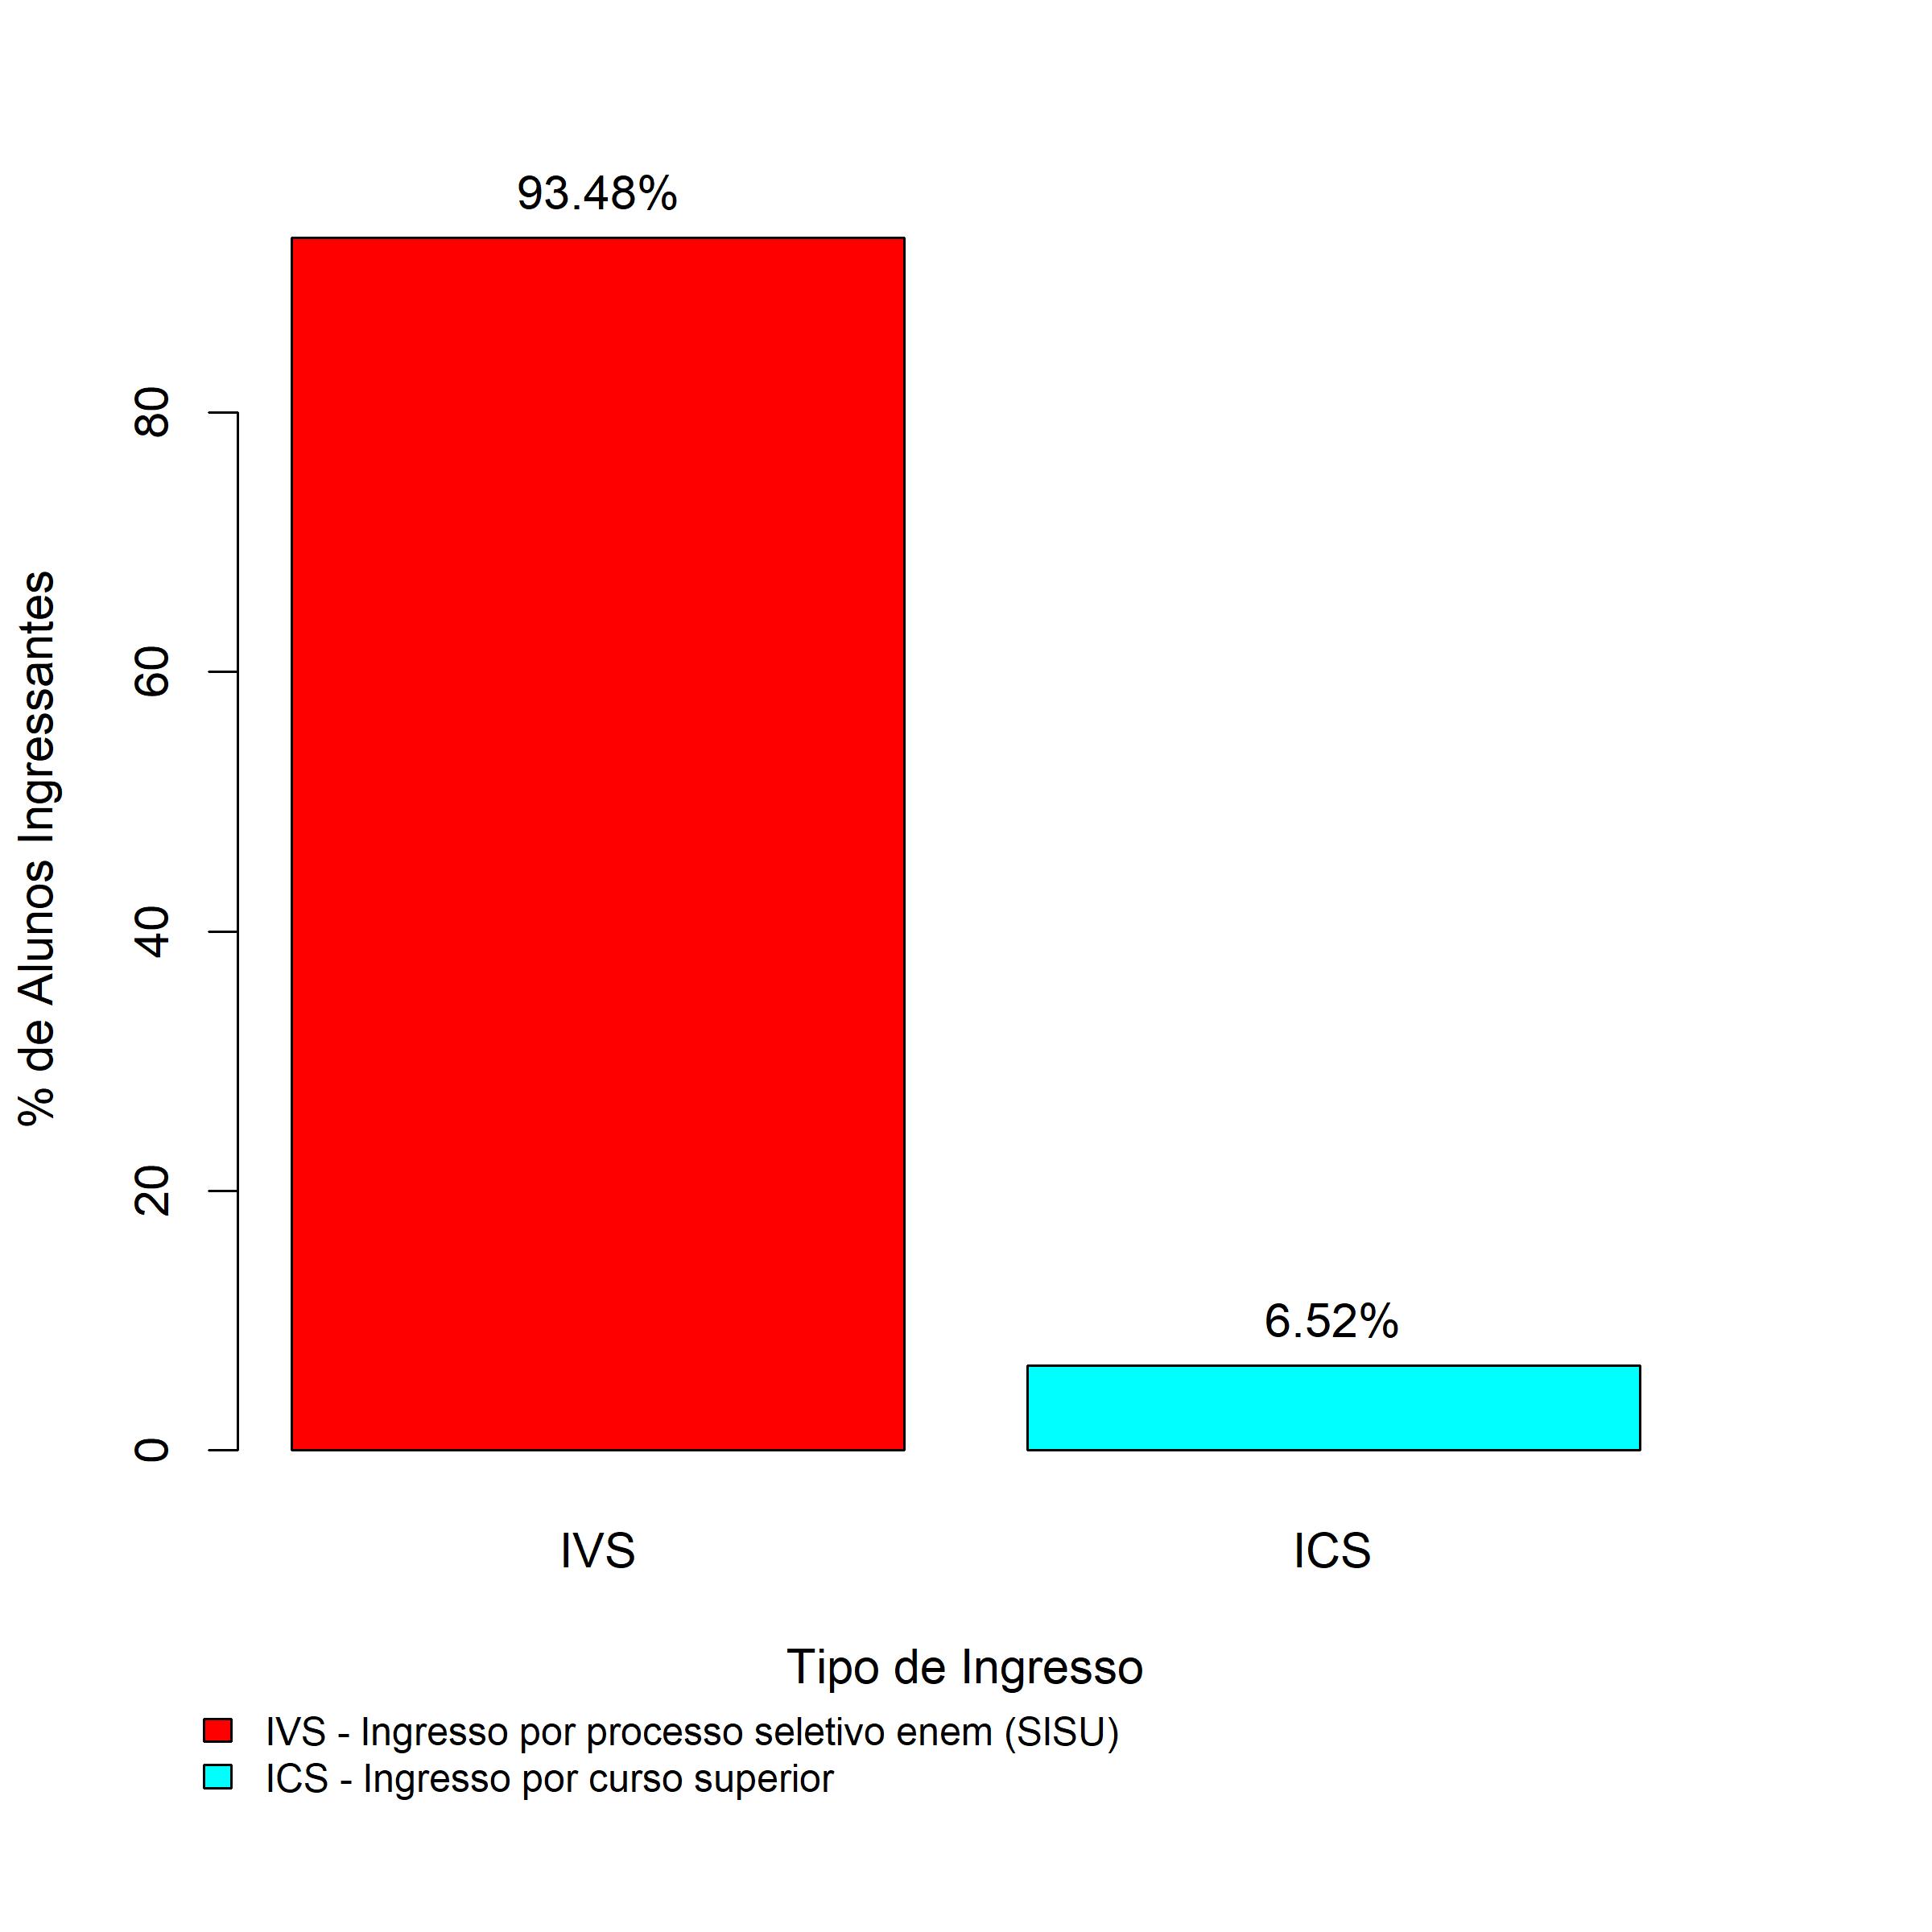 93.48%
80
60
40
20
0
% de Alunos Ingressantes
6.52%
IVS
ICS
Tipo de Ingresso
IVS - Ingresso por processo seletivo enem (SISU)
ICS - Ingresso por curso superior